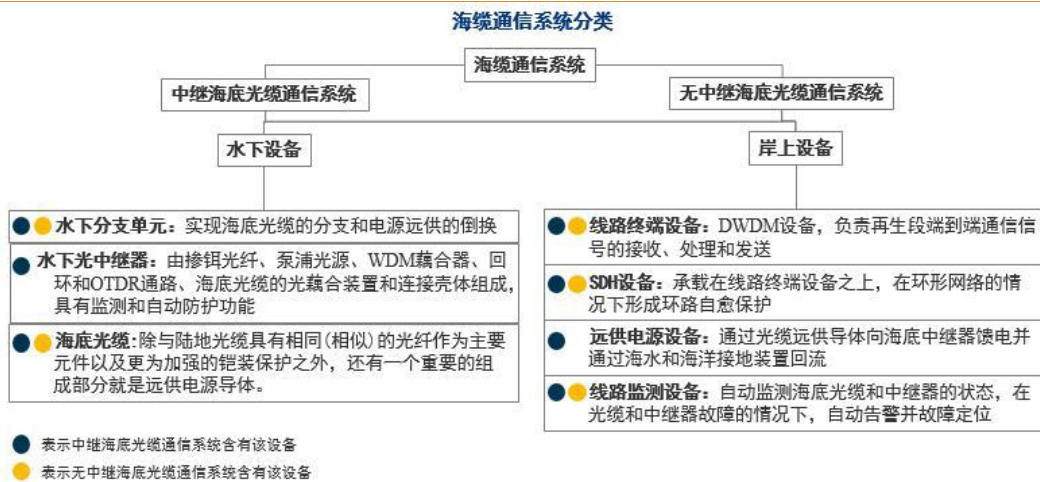 海缆通信系统分类
海缆通信系统
中继海底光缆通信系统
无中继海底光缆通信系统
水下设备
岸上设备
水下分支单元：实现海底光缆的分支和电源远供的倒换
水下光中继器：由掺铒光纤、泵浦光源、WDM藕合器、回
环和OTDR通路、海底光缆的光藕合装置和连接壳体组成，
具有监测和自动防护功能
海底光缆:除与陆地光缆具有相同(相似)的光纤作为主要
元件以及更为加强的铠装保护之外，还有一个重要的组
成部分就是远供电源导体。
线路终端设备：DWDM设备，负责再生段端到端通信信
号的接收、处理和发送
SDH设备：承载在线路终端设备之上，在环形网络的情
况下形成环路自愈保护
远供电源设备：通过光缆远供导体向海底中继器馈电并
通过海水和海洋接地装置回流
线路监测设备：自动监测海底光缆和中继器的状态，在
光缆和中继器故障的情况下，自动告警并故障定位
表示中继海底光缆通信系统含有该设备
表示无中继海底光缆通信系统含有该设备